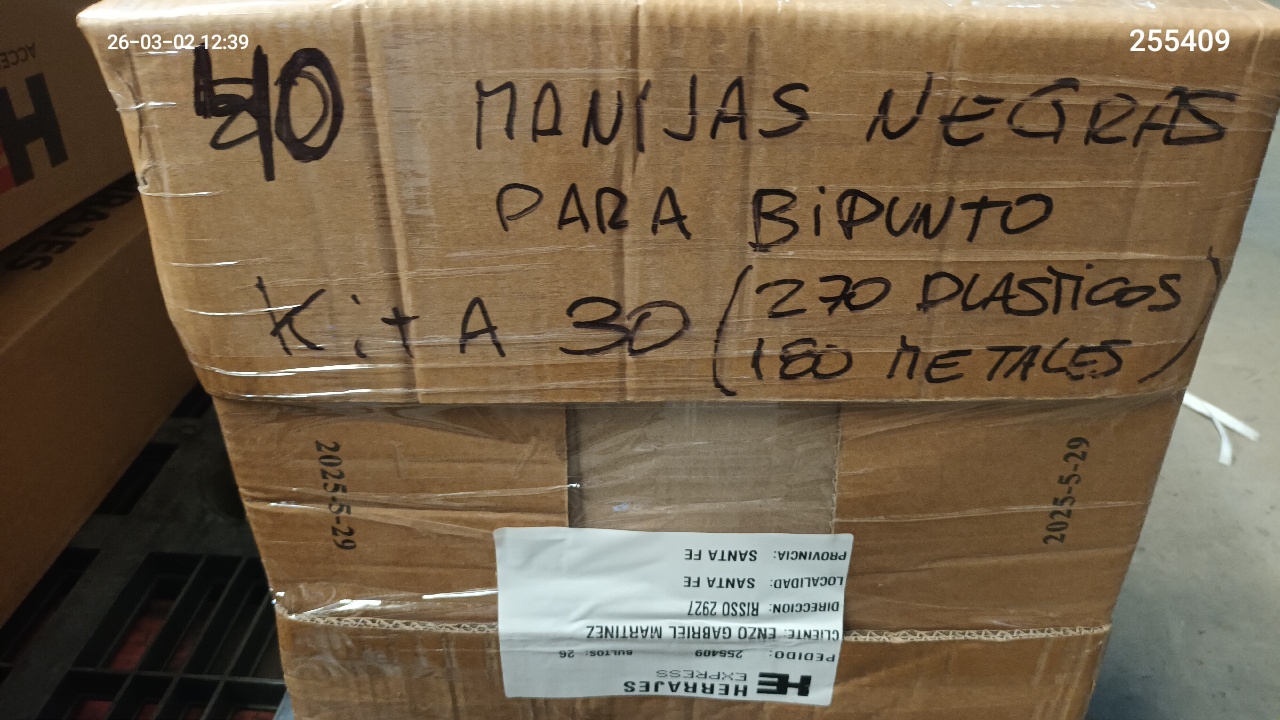 26-03-02 12:39
255409
40 MANIJAS NEGRAS
PARA BIPUNTO
Kit A 30 (270 PLASTICOS
180 METALES)
2025-5-29
2025-5-29
HERRAJES
EXPRESS
PEDIDO: 255409 BULTOS: 26
CLIENTE: ENZO GABRIEL MARTINEZ
DIRECCION: RISSO 2927
LOCALIDAD: SANTA FE
PROVINCIA: SANTA FE
HE